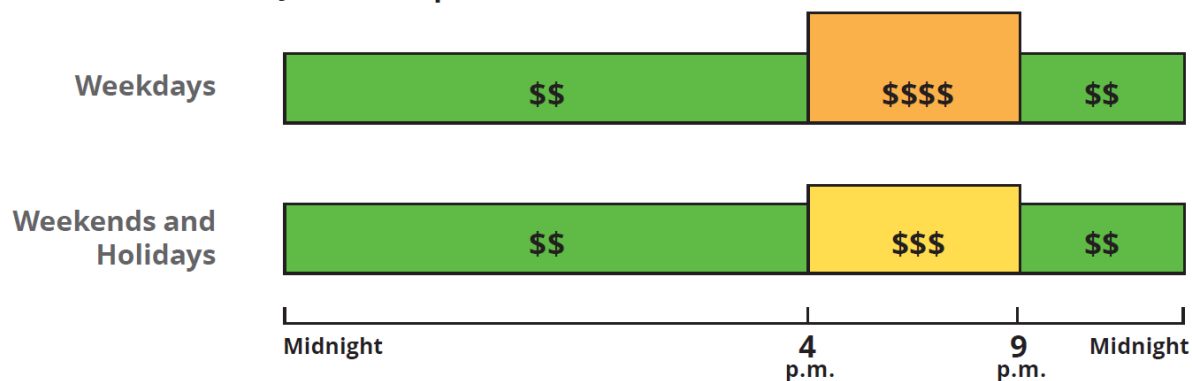 Weekdays
$$ $$$$ $$
Weekends and
Holidays
$$ $$$ $$
Midnight 4 9 Midnight
p.m. p.m.